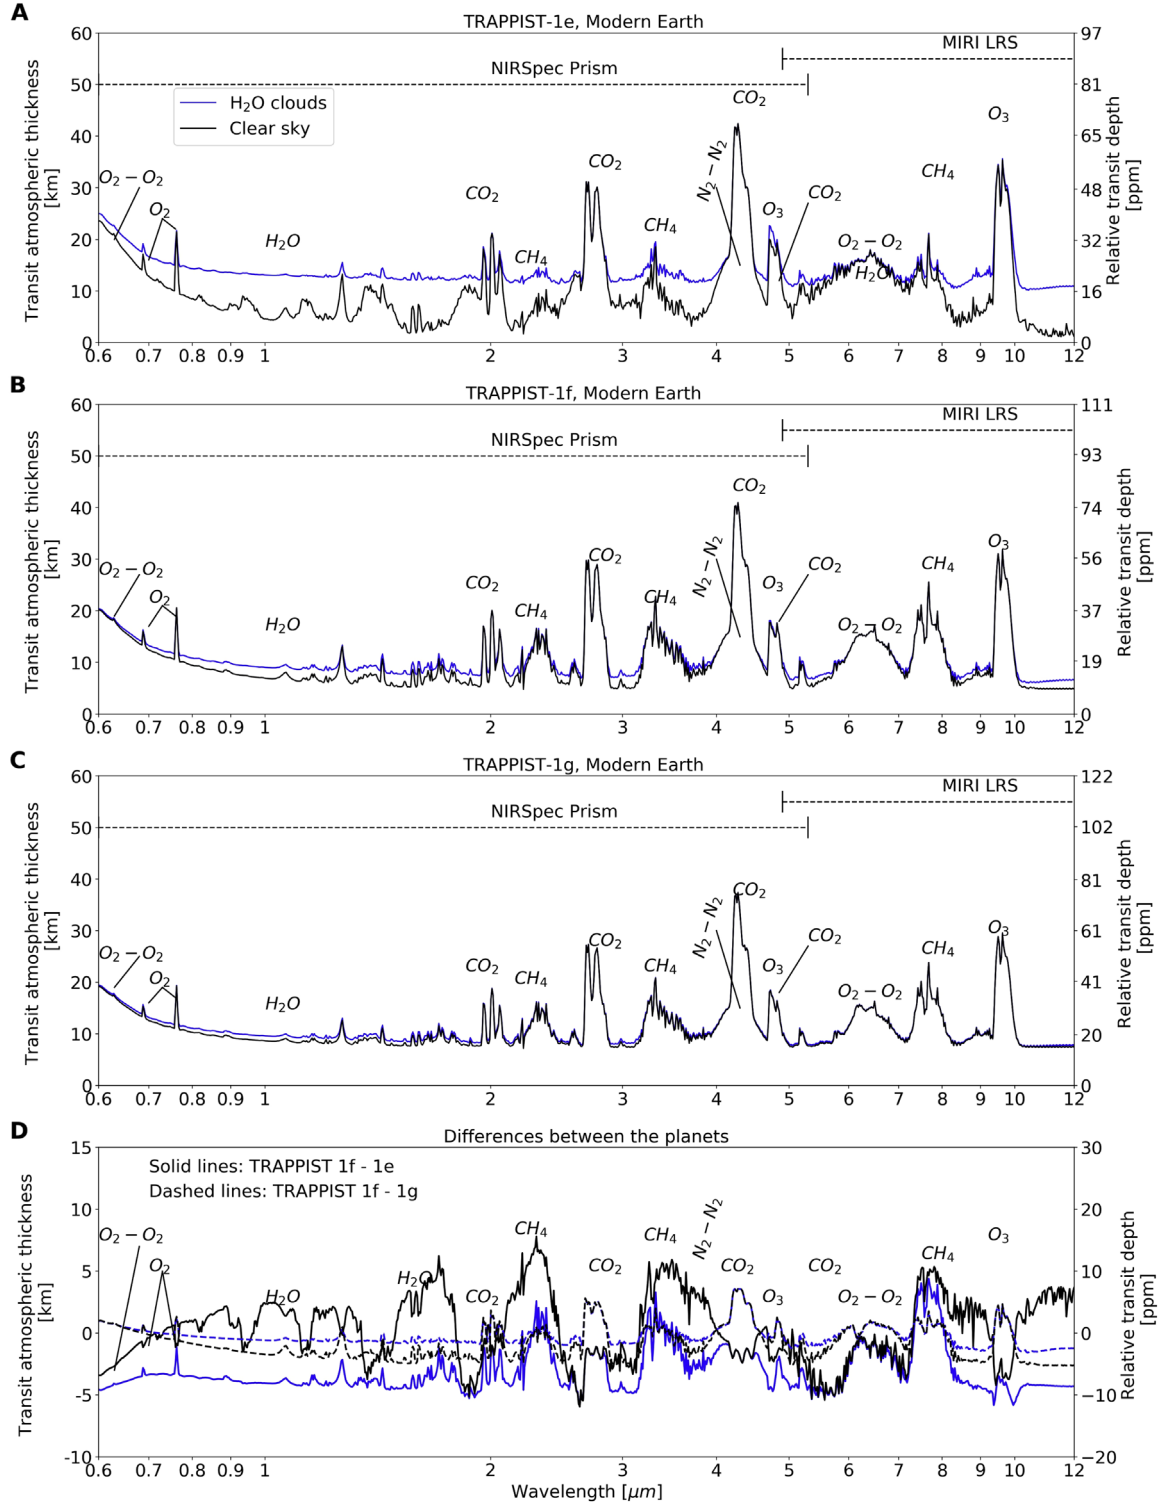 A
TRAPPIST-1e, Modern Earth
60
50
40
30
20
10
0
Transit atmospheric thickness
[km]
97
81
65
48
32
16
0
Relative transit depth
[ppm]
MIRI LRS
NIRSpec Prism
H₂O clouds
Clear sky
O₂ − O₂
O₂
H₂O
CO₂
CH₄
CO₂
CH₄
N₂ − N₂
CO₂
O₃
CO₂
O₂ − O₂
H₂O
CH₄
O₃
0.6 0.7 0.8 0.9 1 2 3 4 5 6 7 8 9 10 12
B
TRAPPIST-1f, Modern Earth
60
50
40
30
20
10
0
Transit atmospheric thickness
[km]
111
93
74
56
37
19
0
Relative transit depth
[ppm]
MIRI LRS
NIRSpec Prism
O₂ − O₂
O₂
H₂O
CO₂
CH₄
CO₂
CH₄
N₂ − N₂
CO₂
O₃
CO₂
O₂ − O₂
CH₄
O₃
0.6 0.7 0.8 0.9 1 2 3 4 5 6 7 8 9 10 12
C
TRAPPIST-1g, Modern Earth
60
50
40
30
20
10
0
Transit atmospheric thickness
[km]
122
102
81
61
41
20
0
Relative transit depth
[ppm]
MIRI LRS
NIRSpec Prism
O₂ − O₂
O₂
H₂O
CO₂
CH₄
CO₂
CH₄
N₂ − N₂
CO₂
O₃
CO₂
O₂ − O₂
CH₄
O₃
0.6 0.7 0.8 0.9 1 2 3 4 5 6 7 8 9 10 12
D
Differences between the planets
15
10
5
0
−5
-10
Transit atmospheric thickness
[km]
30
20
10
0
−10
−20
Relative transit depth
[ppm]
Solid lines: TRAPPIST 1f - 1e
Dashed lines: TRAPPIST 1f - 1g
O₂ − O₂
O₂
H₂O
H₂O
CO₂
CH₄
CO₂
CH₄
N₂ − N₂
CO₂
O₃
CO₂
O₂ − O₂
CH₄
O₃
0.6 0.7 0.8 0.9 1 2 3 4 5 6 7 8 9 10 12
Wavelength [μm]